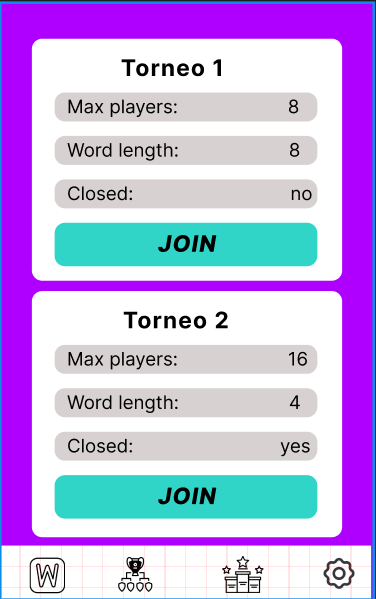 Torneo 1
Max players: 8
Word length: 8
Closed: no
JOIN
Torneo 2
Max players: 16
Word length: 4
Closed: yes
JOIN
W